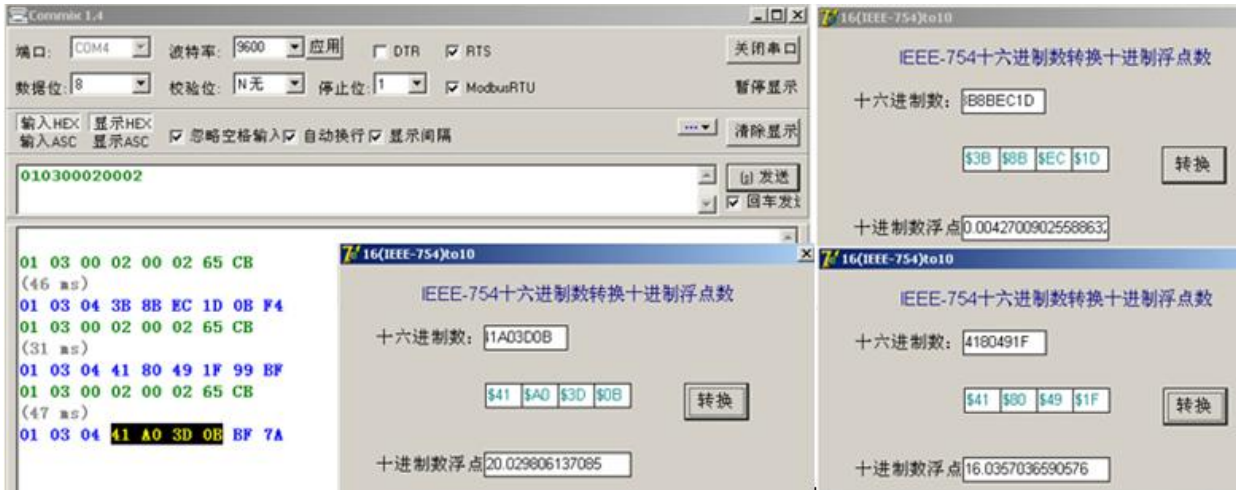 Commix 1.4
端口: COM4 波特率: 9600 应用 DTR RTS 关闭串口
数据位: 8 校验位: N无 停止位: 1 ModbusRTU 暂停显示
输入HEX 显示HEX
输入ASC 显示ASC
忽略空格输入 自动换行 显示间隔 ... 清除显示
010300020002
发送
回车发
01 03 00 02 00 02 65 CB
(46 ms)
01 03 04 3B 8B EC 1D 0B F4
01 03 00 02 00 02 65 CB
(31 ms)
01 03 04 41 80 49 1F 99 BF
01 03 00 02 00 02 65 CB
(47 ms)
01 03 04 41 A0 3D 0B BF 7A
16(IEEE-754)to10
IEEE-754十六进制数转换十进制浮点数
十六进制数: 41A03D0B
$41 $A0 $3D $0B 转换
十进制数浮点 20.029806137085
16(IEEE-754)to10
IEEE-754十六进制数转换十进制浮点数
十六进制数: 3B8BEC1D
$3B $8B $EC $1D 转换
十进制数浮点 0.00427009025588632
16(IEEE-754)to10
IEEE-754十六进制数转换十进制浮点数
十六进制数: 4180491F
$41 $80 $49 $1F 转换
十进制数浮点 16.0357036590576